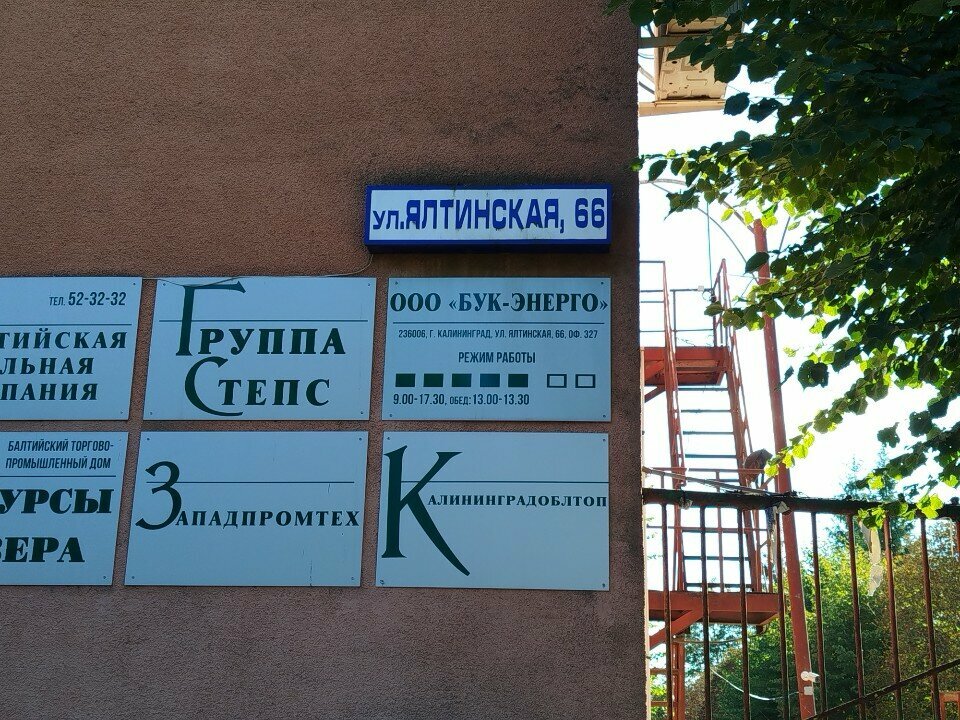 ул.ЯЛТИНСКАЯ, 66
ТЕЛ. 52-32-32
ТИЙСКАЯ
ЛЬНАЯ
ПАНИЯ
ГРУППА
СТЕПС
ООО «БУК-ЭНЕРГО»
236006, Г. КАЛИНИНГРАД, УЛ. ЯЛТИНСКАЯ, 66, ОФ. 327
РЕЖИМ РАБОТЫ
9.00-17.30, ОБЕД: 13.00-13.30
БАЛТИЙСКИЙ ТОРГОВО-
ПРОМЫШЛЕННЫЙ ДОМ
УРСЫ
ВЕРА
ЗАПАДПРОМТЕХ
КАЛИНИНГРАДОБЛТОП